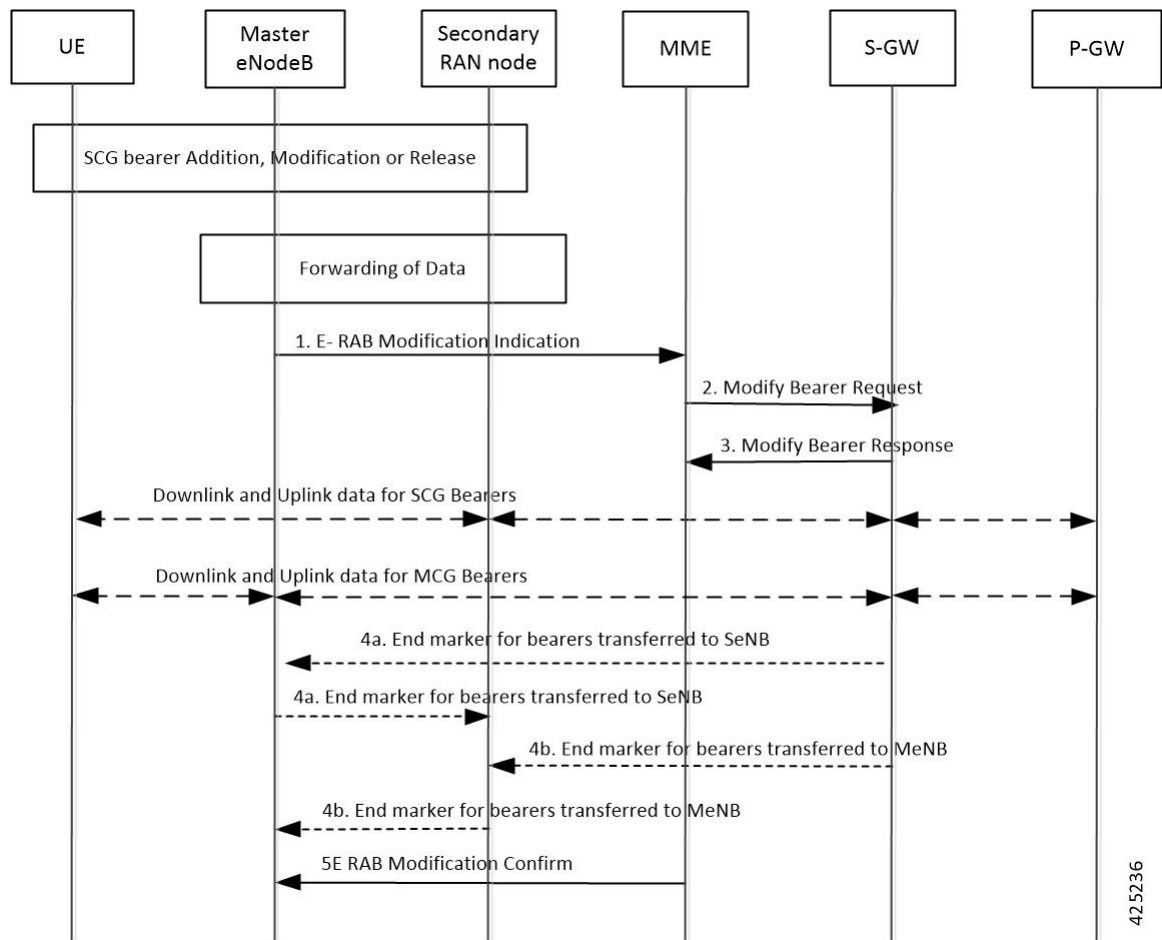 UE
Master
eNodeB
Secondary
RAN node
MME
S-GW
P-GW
SCG bearer Addition, Modification or Release
Forwarding of Data
1. E- RAB Modification Indication
2. Modify Bearer Request
3. Modify Bearer Response
Downlink and Uplink data for SCG Bearers
Downlink and Uplink data for MCG Bearers
4a. End marker for bearers transferred to SeNB
4a. End marker for bearers transferred to SeNB
4b. End marker for bearers transferred to MeNB
4b. End marker for bearers transferred to MeNB
5E RAB Modification Confirm
425236